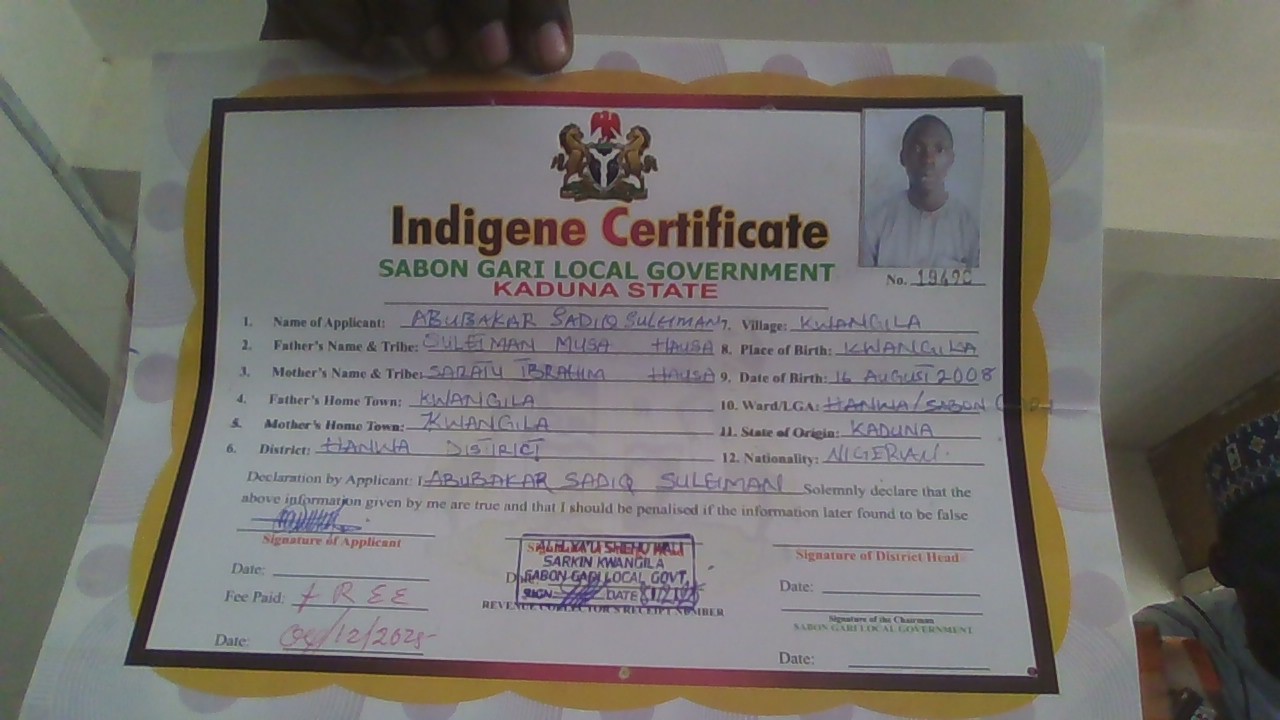 Indigene Certificate
SABON GARI LOCAL GOVERNMENT
KADUNA STATE
No. 19420
1. Name of Applicant: ABUBAKAR SADIQ SULEIMAN
2. Father's Name & Tribe: SULEIMAN MUSA HAUSA
3. Mother's Name & Tribe: SARATU IBRAHIM HAUSA
4. Father's Home Town: KWANGILA
5. Mother's Home Town: KWANGILA
6. District: HANWA DISTRICT
7. Village: KWANGILA
8. Place of Birth: KWANGILA
9. Date of Birth: 16 AUGUST 2008
10. Ward/LGA: HANWA/SABON
11. State of Origin: KADUNA
12. Nationality: NIGERIAN.
Declaration by Applicant: I ABUBAKAR SADIQ SULEIMAN Solemnly declare that the
above information given by me are true and that I should be penalised if the information later found to be false
Signature of Applicant
Date:
Fee Paid: FREE
Date: /12/2025
SHEHU
SARKIN KWANGILA
SABON GARI LOCAL GOVT.
SIGN DATE
REVENUE COLLECTOR'S RECEIPT NUMBER
Signature of District Head
Date:
Signature of the Chairman
SABON GARI LOCAL GOVERNMENT
Date: